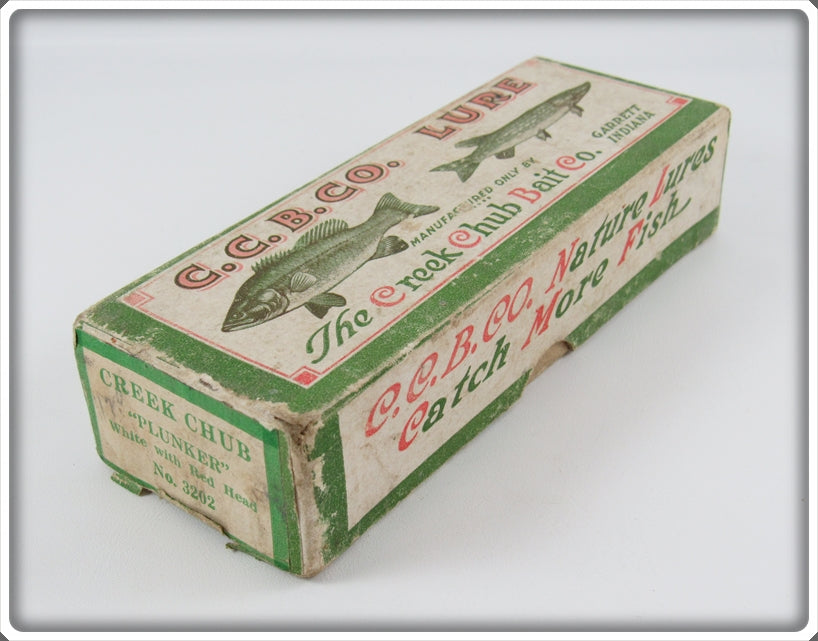 C.C.B.CO. LURE
MANUFACTURED ONLY BY
The Creek Chub Bait Co.
GARRETT
INDIANA
C.C.B.CO. Nature Lures
Catch More Fish
CREEK CHUB
"PLUNKER"
White with Red Head
No. 3202